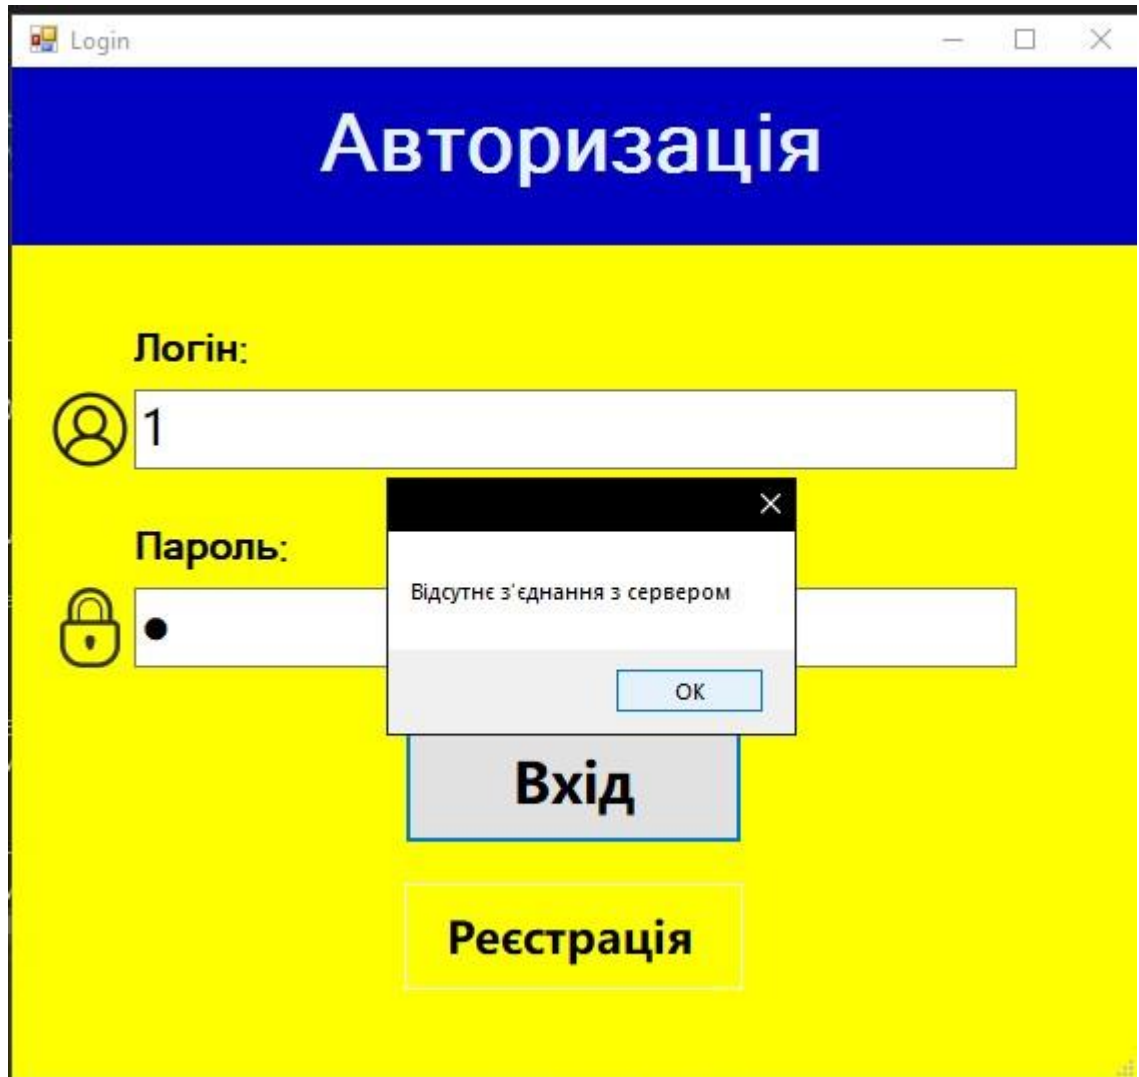 Login
Авторизація
Логін:
1
Пароль:
Відсутнє з'єднання з сервером
OK
Вхід
Реєстрація